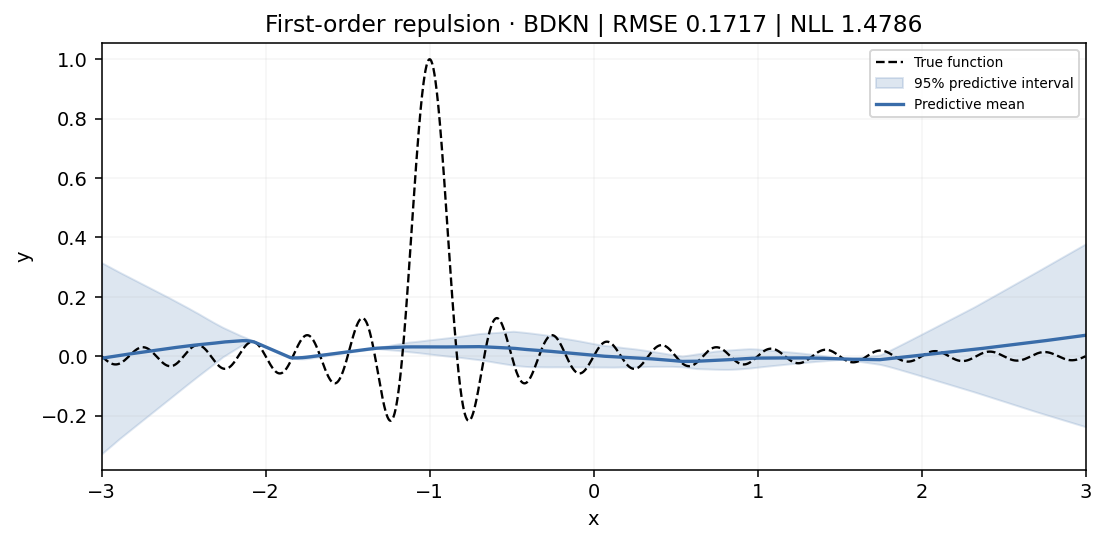 First-order repulsion · BDKN | RMSE 0.1717 | NLL 1.4786
True function
95% predictive interval
Predictive mean
1.0
0.8
0.6
0.4
0.2
0.0
−0.2
y
−3
−2
−1
0
1
2
3
x